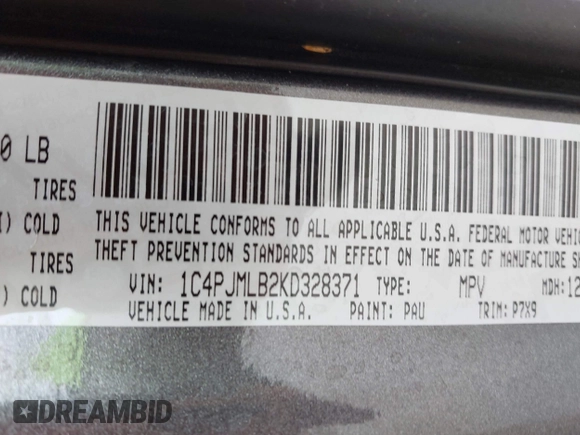 0 LB
TIRES
) COLD
TIRES
) COLD
THIS VEHICLE CONFORMS TO ALL APPLICABLE U.S.A. FEDERAL MOTOR VEHIC
THEFT PREVENTION STANDARDS IN EFFECT ON THE DATE OF MANUFACTURE SH
VIN: 1C4PJMLB2KD328371 TYPE: MPV MDH:12
VEHICLE MADE IN U.S.A. PAINT: PAU TRIM: P7X9
DREAMBID